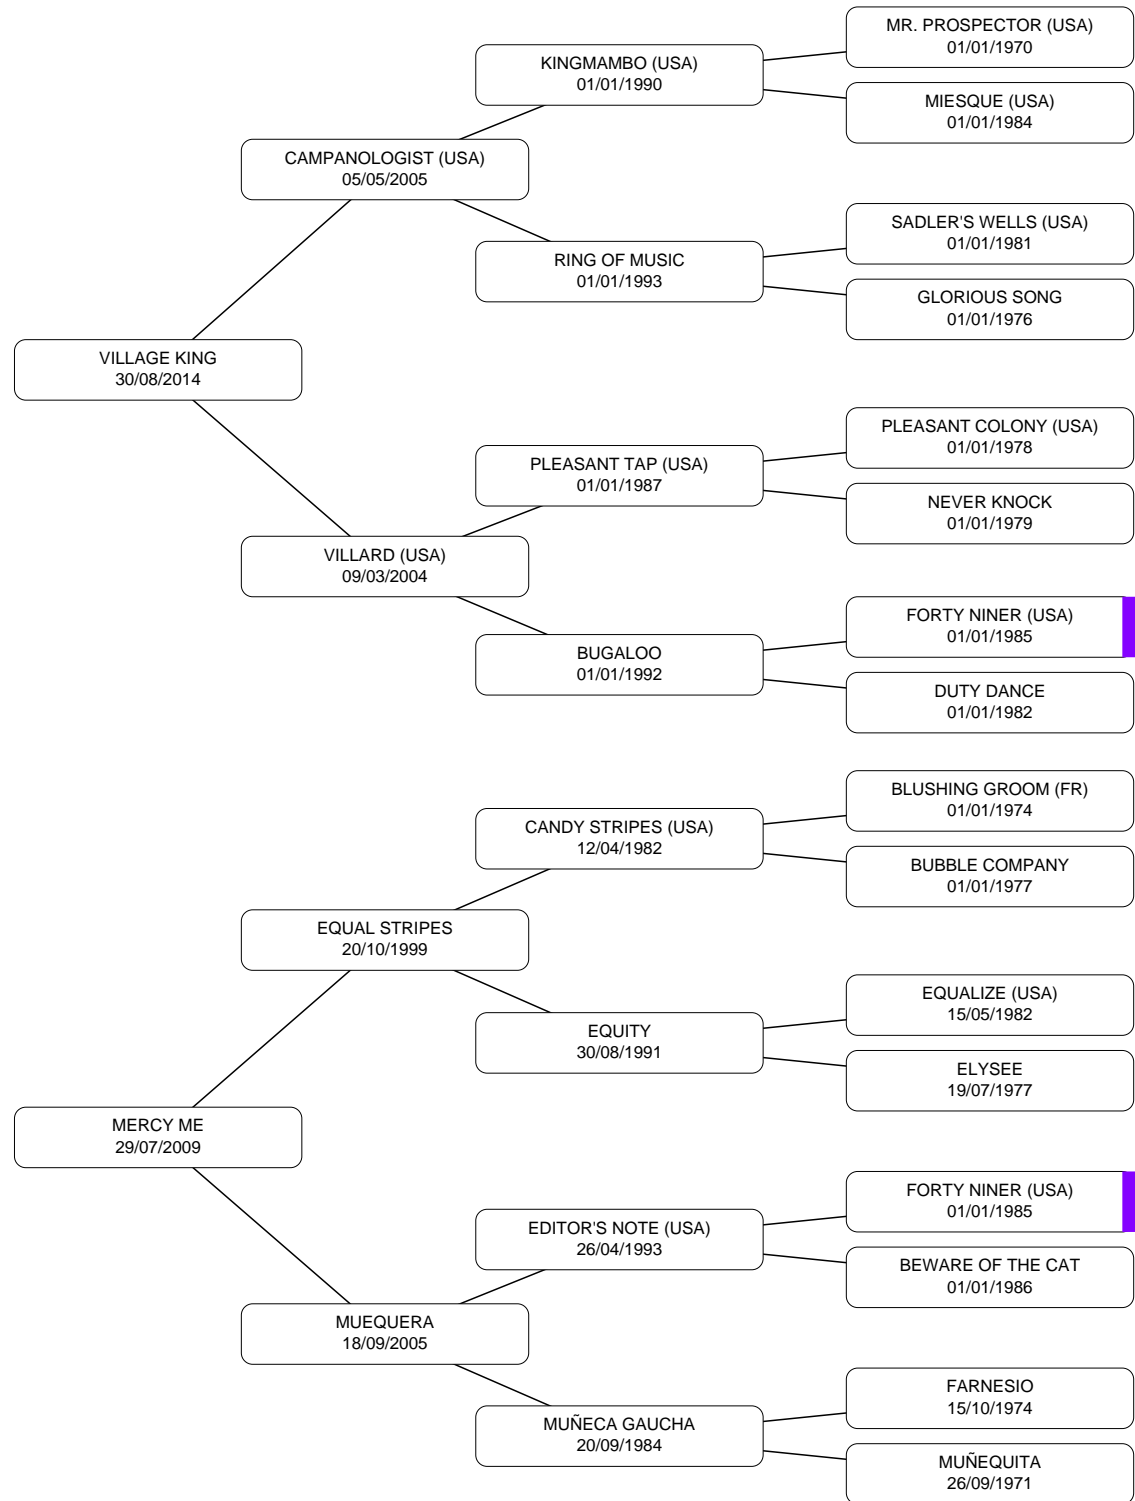 MR. PROSPECTOR (USA)
01/01/1970
KINGMAMBO (USA)
01/01/1990
MIESQUE (USA)
01/01/1984
CAMPANOLOGIST (USA)
05/05/2005
SADLER'S WELLS (USA)
01/01/1981
RING OF MUSIC
01/01/1993
GLORIOUS SONG
01/01/1976
VILLAGE KING
30/08/2014
PLEASANT COLONY (USA)
01/01/1978
PLEASANT TAP (USA)
01/01/1987
NEVER KNOCK
01/01/1979
VILLARD (USA)
09/03/2004
FORTY NINER (USA)
01/01/1985
BUGALOO
01/01/1992
DUTY DANCE
01/01/1982
BLUSHING GROOM (FR)
01/01/1974
CANDY STRIPES (USA)
12/04/1982
BUBBLE COMPANY
01/01/1977
EQUAL STRIPES
20/10/1999
EQUALIZE (USA)
15/05/1982
EQUITY
30/08/1991
ELYSEE
19/07/1977
MERCY ME
29/07/2009
FORTY NINER (USA)
01/01/1985
EDITOR'S NOTE (USA)
26/04/1993
BEWARE OF THE CAT
01/01/1986
MUEQUERA
18/09/2005
FARNESIO
15/10/1974
MUÑECA GAUCHA
20/09/1984
MUÑEQUITA
26/09/1971